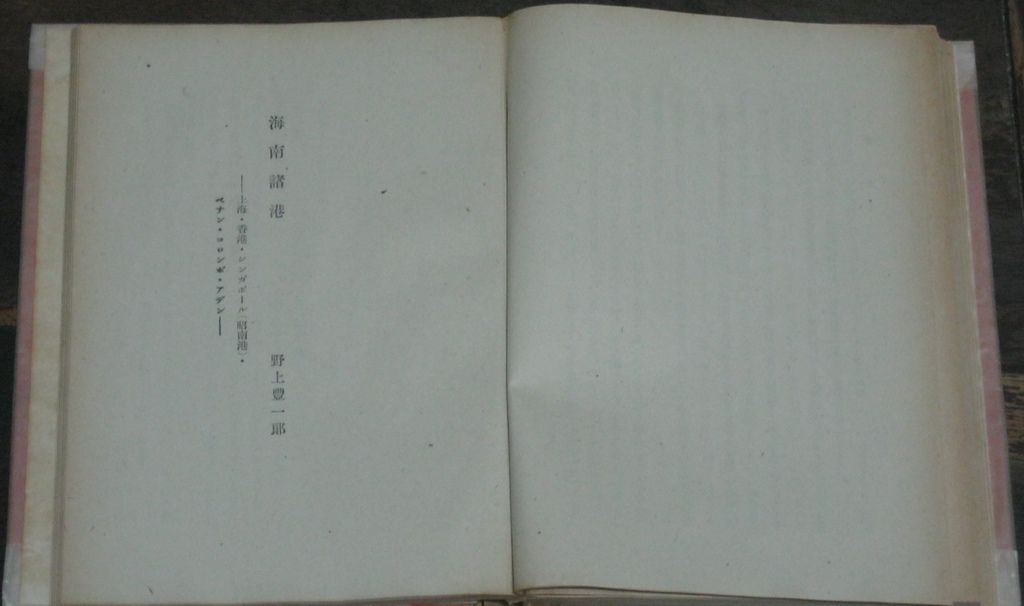 海南諸港　野上豐一郎
――上海・香港・シンガポール(昭南港)・
ペナン・コロンボ・アデン――